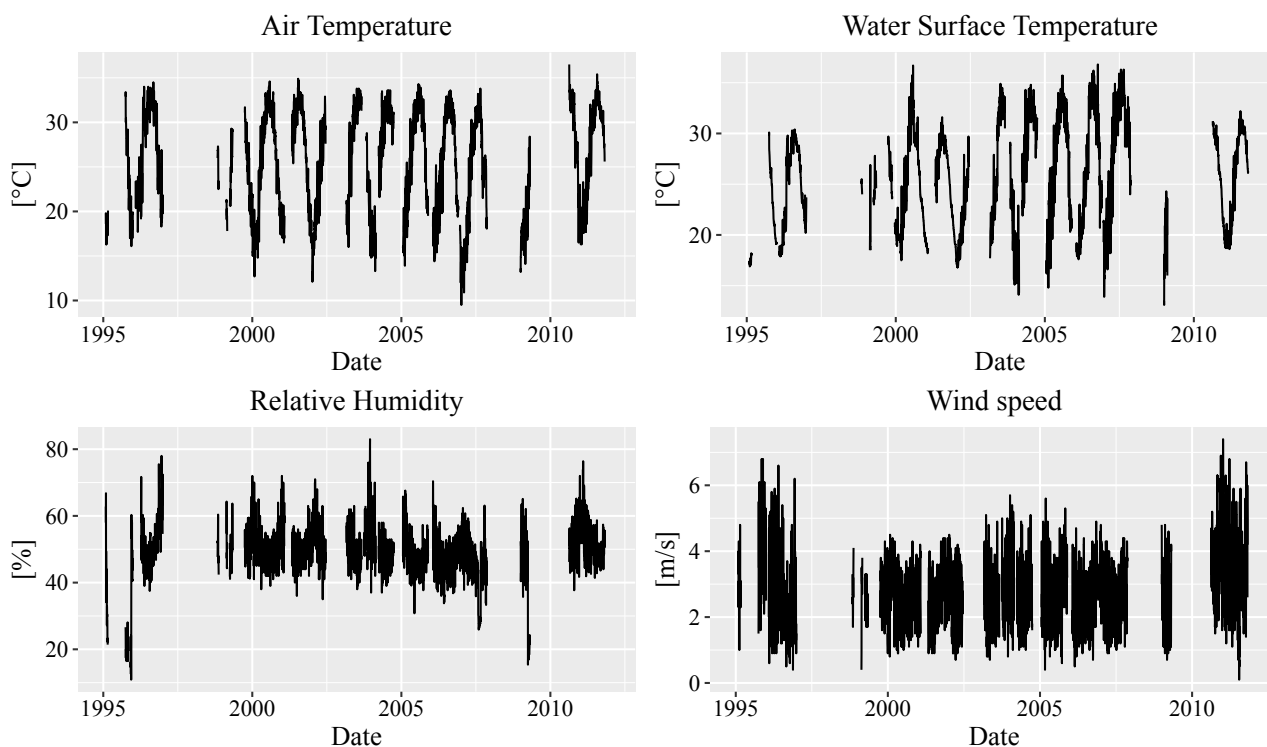 Air Temperature
[°C]
30
20
10
1995 2000 2005 2010
Date
Water Surface Temperature
[°C]
30
20
1995 2000 2005 2010
Date
Relative Humidity
[%]
80
60
40
20
1995 2000 2005 2010
Date
Wind speed
[m/s]
6
4
2
0
1995 2000 2005 2010
Date